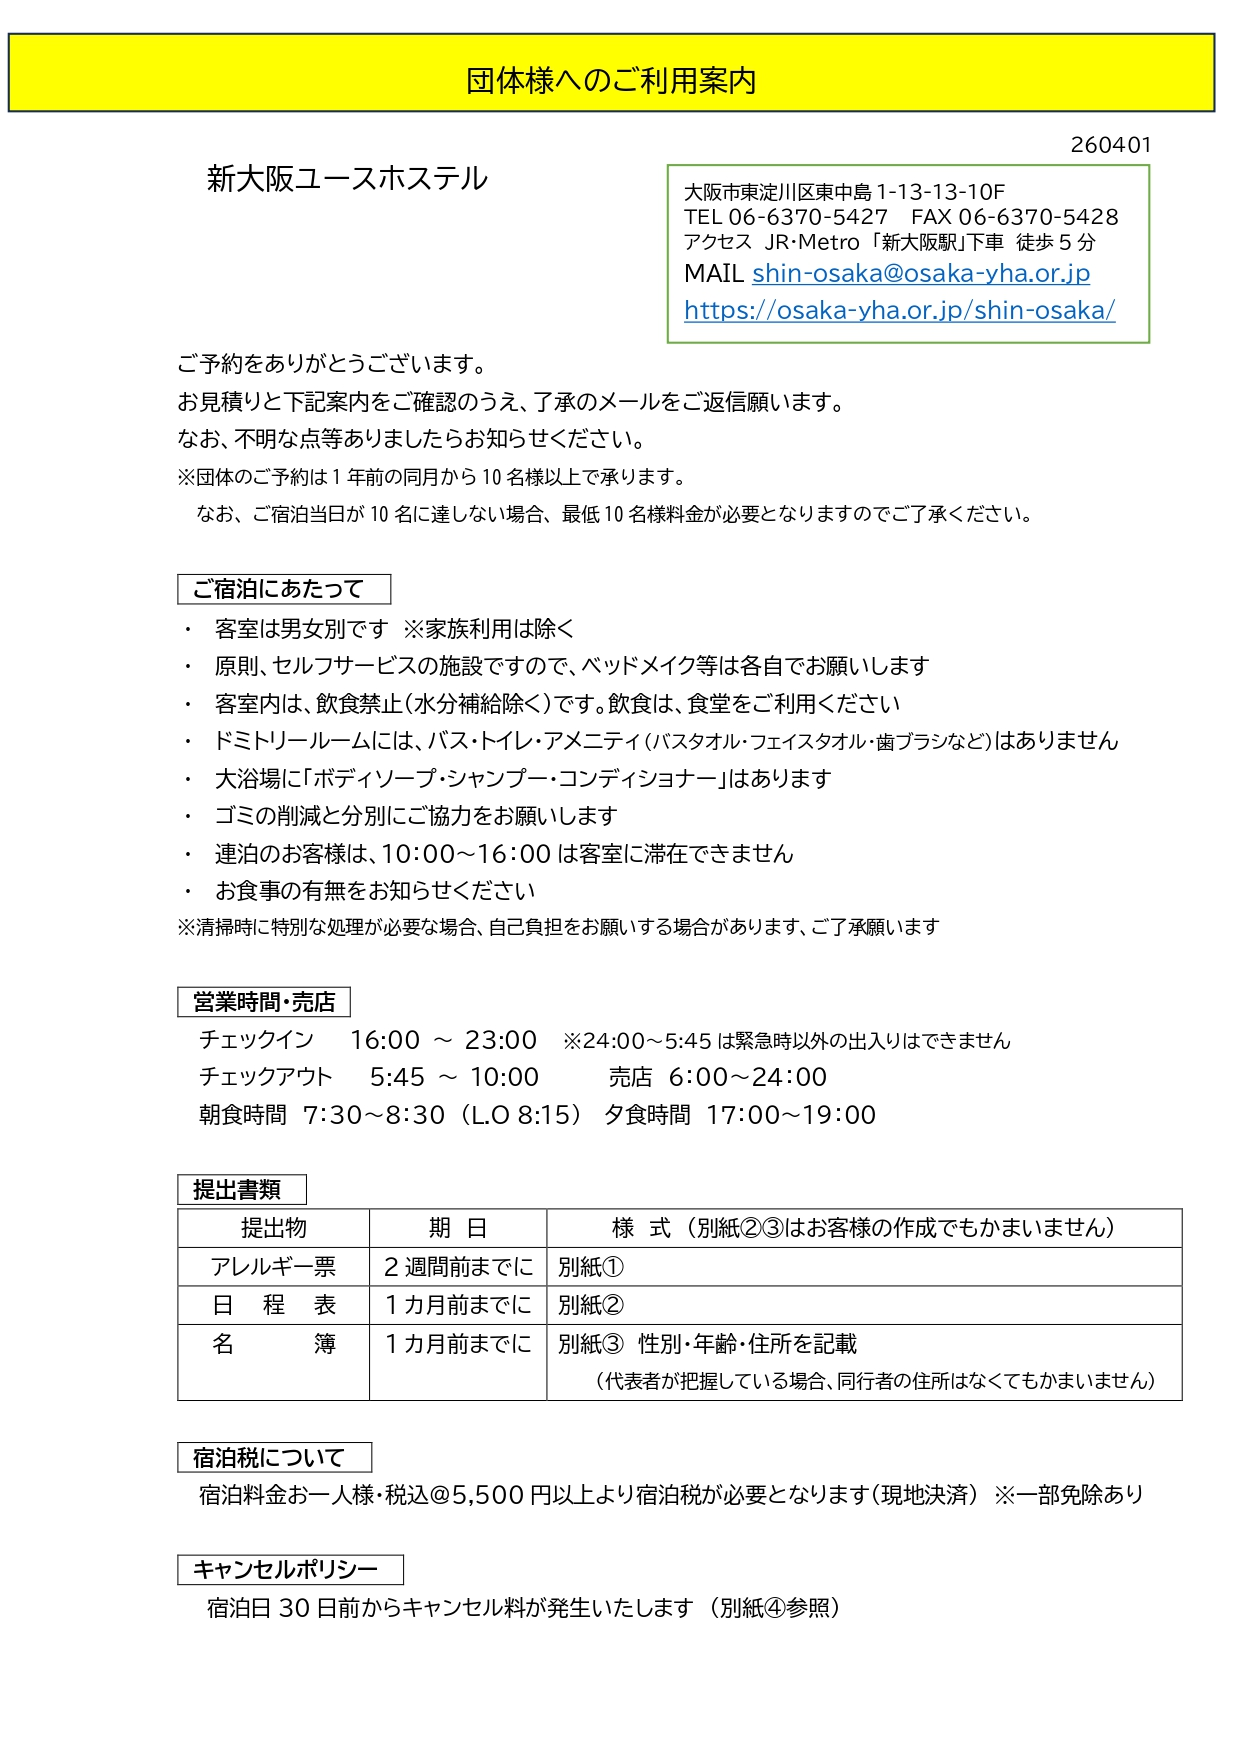 団体様へのご利用案内
260401
新大阪ユースホステル
大阪市東淀川区東中島1-13-13-10F
TEL 06-6370-5427　FAX 06-6370-5428
アクセス JR・Metro「新大阪駅」下車 徒歩5分
MAIL shin-osaka@osaka-yha.or.jp
https://osaka-yha.or.jp/shin-osaka/
ご予約をありがとうございます。
お見積りと下記案内をご確認のうえ、了承のメールをご返信願います。
なお、不明な点等ありましたらお知らせください。
※団体のご予約は1年前の同月から10名様以上で承ります。
なお、ご宿泊当日が10名に達しない場合、最低10名様料金が必要となりますのでご了承ください。
ご宿泊にあたって
・ 客室は男女別です ※家族利用は除く
・ 原則、セルフサービスの施設ですので、ベッドメイク等は各自でお願いします
・ 客室内は、飲食禁止（水分補給除く）です。飲食は、食堂をご利用ください
・ ドミトリールームには、バス・トイレ・アメニティ（バスタオル・フェイスタオル・歯ブラシなど）はありません
・ 大浴場に「ボディソープ・シャンプー・コンディショナー」はあります
・ ゴミの削減と分別にご協力をお願いします
・ 連泊のお客様は、10：00～16：00は客室に滞在できません
・ お食事の有無をお知らせください
※清掃時に特別な処理が必要な場合、自己負担をお願いする場合があります、ご了承願います
営業時間・売店
チェックイン　16:00 ～ 23:00　※24:00～5:45は緊急時以外の出入りはできません
チェックアウト　5:45 ～ 10:00　　売店 6：00～24：00
朝食時間 7：30～8：30（L.O 8:15） 夕食時間 17：00～19：00
提出書類
提出物　期 日　様 式（別紙②③はお客様の作成でもかまいません）
アレルギー票　2週間前までに　別紙①
日 程 表　1カ月前までに　別紙②
名 簿　1カ月前までに　別紙③ 性別・年齢・住所を記載
（代表者が把握している場合、同行者の住所はなくてもかまいません）
宿泊税について
宿泊料金お一人様・税込@5,500円以上より宿泊税が必要となります（現地決済） ※一部免除あり
キャンセルポリシー
宿泊日30日前からキャンセル料が発生いたします （別紙④参照）